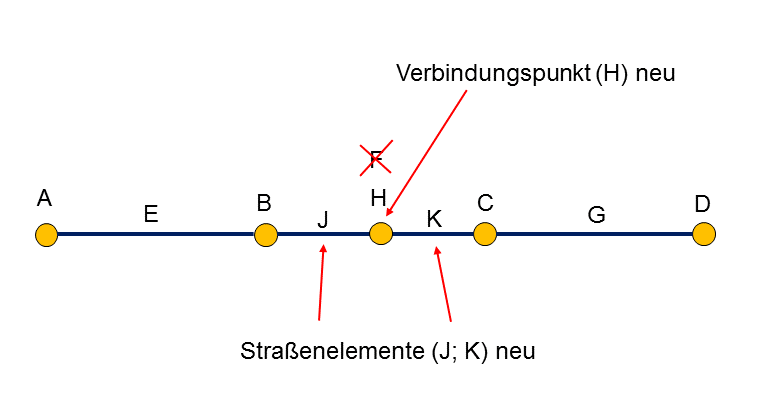 Verbindungspunkt (H) neu
F
A
E
B
J
H
K
C
G
D
Straßenelemente (J; K) neu